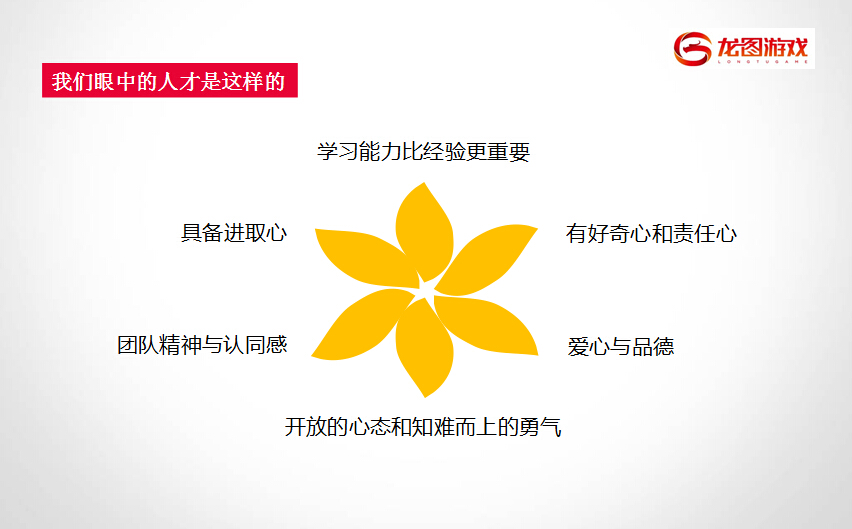 龙图游戏
LONGTUGAME
我们眼中的人才是这样的
学习能力比经验更重要
具备进取心
有好奇心和责任心
团队精神与认同感
爱心与品德
开放的心态和知难而上的勇气